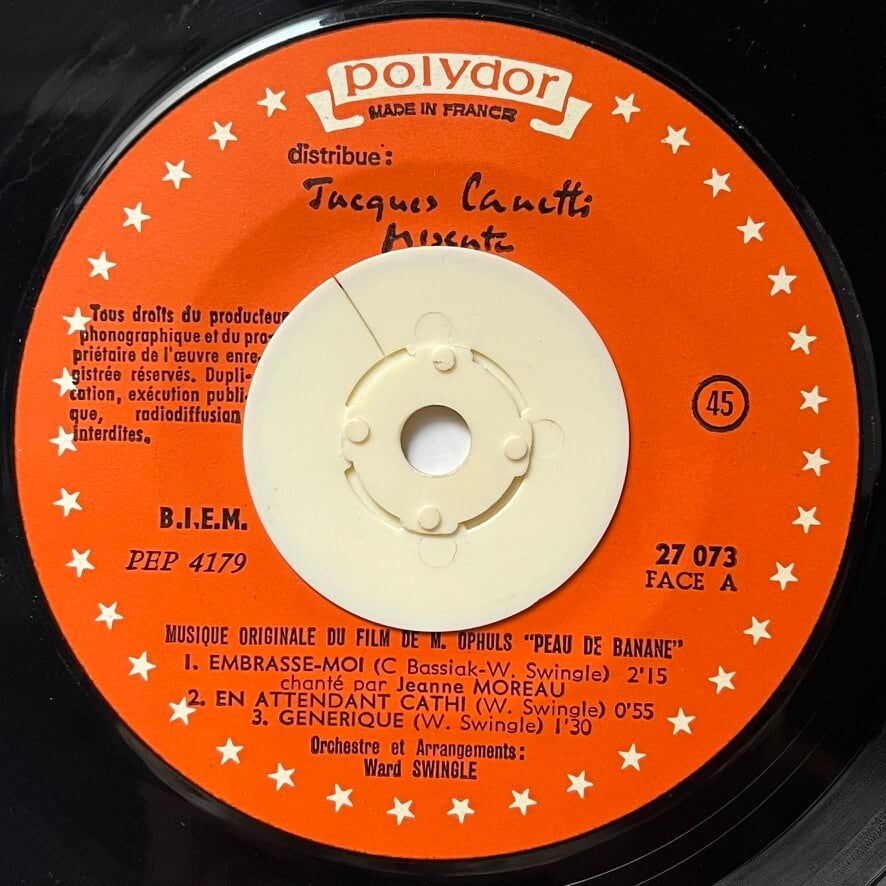 polydor
MADE IN FRANCE
distribue:
Jacques Canetti
présente
Tous droits du producteur
phonographique et du pro-
priétaire de l'œuvre enre-
gistrée réservés. Dupli-
cation, exécution publi-
que, radiodiffusion
interdites.
45
B.I.E.M.
PEP 4179
27 073
FACE A
MUSIQUE ORIGINALE DU FILM DE M. OPHULS "PEAU DE BANANE"
1. EMBRASSE-MOI (C Bassiak-W. Swingle) 2'15
chanté par Jeanne MOREAU
2. EN ATTENDANT CATHI (W. Swingle) 0'55
3. GENERIQUE (W. Swingle) 1'30
Orchestre et Arrangements:
Ward SWINGLE